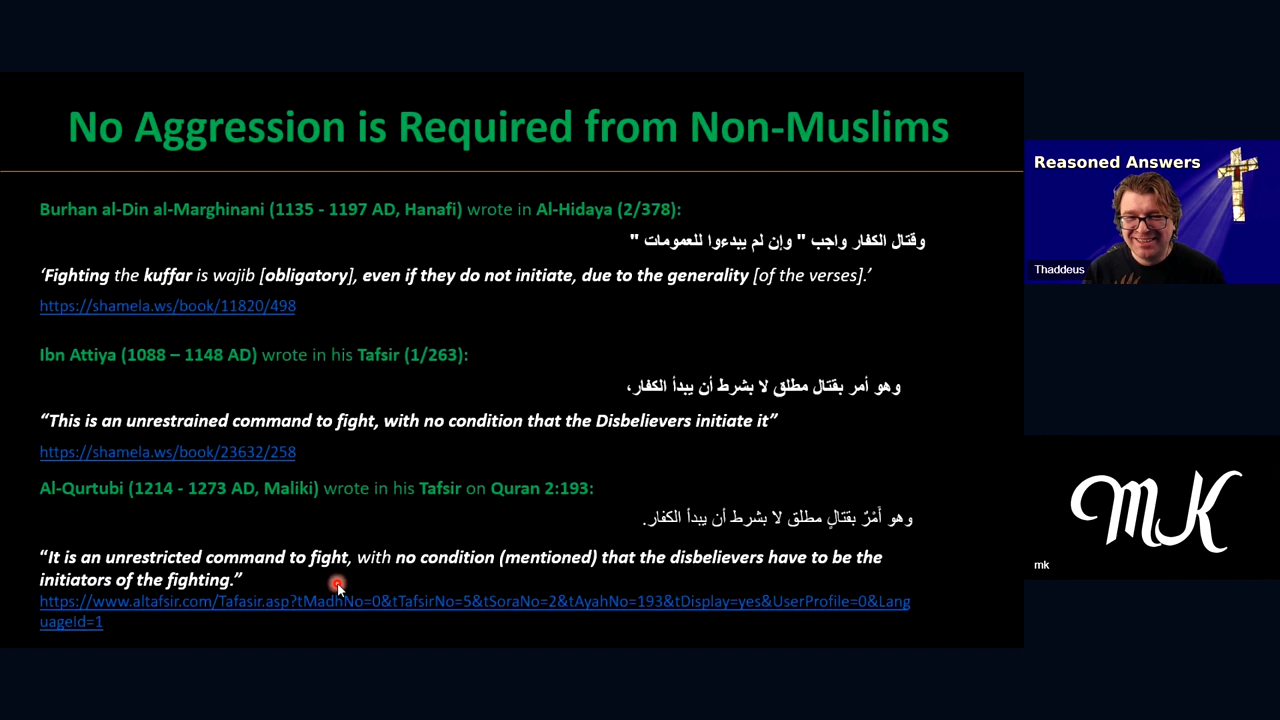 No Aggression is Required from Non-Muslims
Burhan al-Din al-Marghinani (1135 - 1197 AD, Hanafi) wrote in Al-Hidaya (2/378):
وقتال الكفار واجب " وإن لم يبدءوا للعمومات "
‘Fighting the kuffar is wajib [obligatory], even if they do not initiate, due to the generality [of the verses].’
https://shamela.ws/book/11820/498
Ibn Attiya (1088 – 1148 AD) wrote in his Tafsir (1/263):
وهو أمر بقتال مطلق لا بشرط أن يبدأ الكفار،
“This is an unrestrained command to fight, with no condition that the Disbelievers initiate it”
https://shamela.ws/book/23632/258
Al-Qurtubi (1214 - 1273 AD, Maliki) wrote in his Tafsir on Quran 2:193:
وهو أَمْرٌ بقتالٍ مطلق لا بشرط أن يبدأ الكفار.
“It is an unrestricted command to fight, with no condition (mentioned) that the disbelievers have to be the
initiators of the fighting.”
https://www.altafsir.com/Tafasir.asp?tMadhNo=0&tTafsirNo=5&tSoraNo=2&tAyahNo=193&tDisplay=yes&UserProfile=0&Lang
uageId=1
Reasoned Answers
Thaddeus
MK
mk